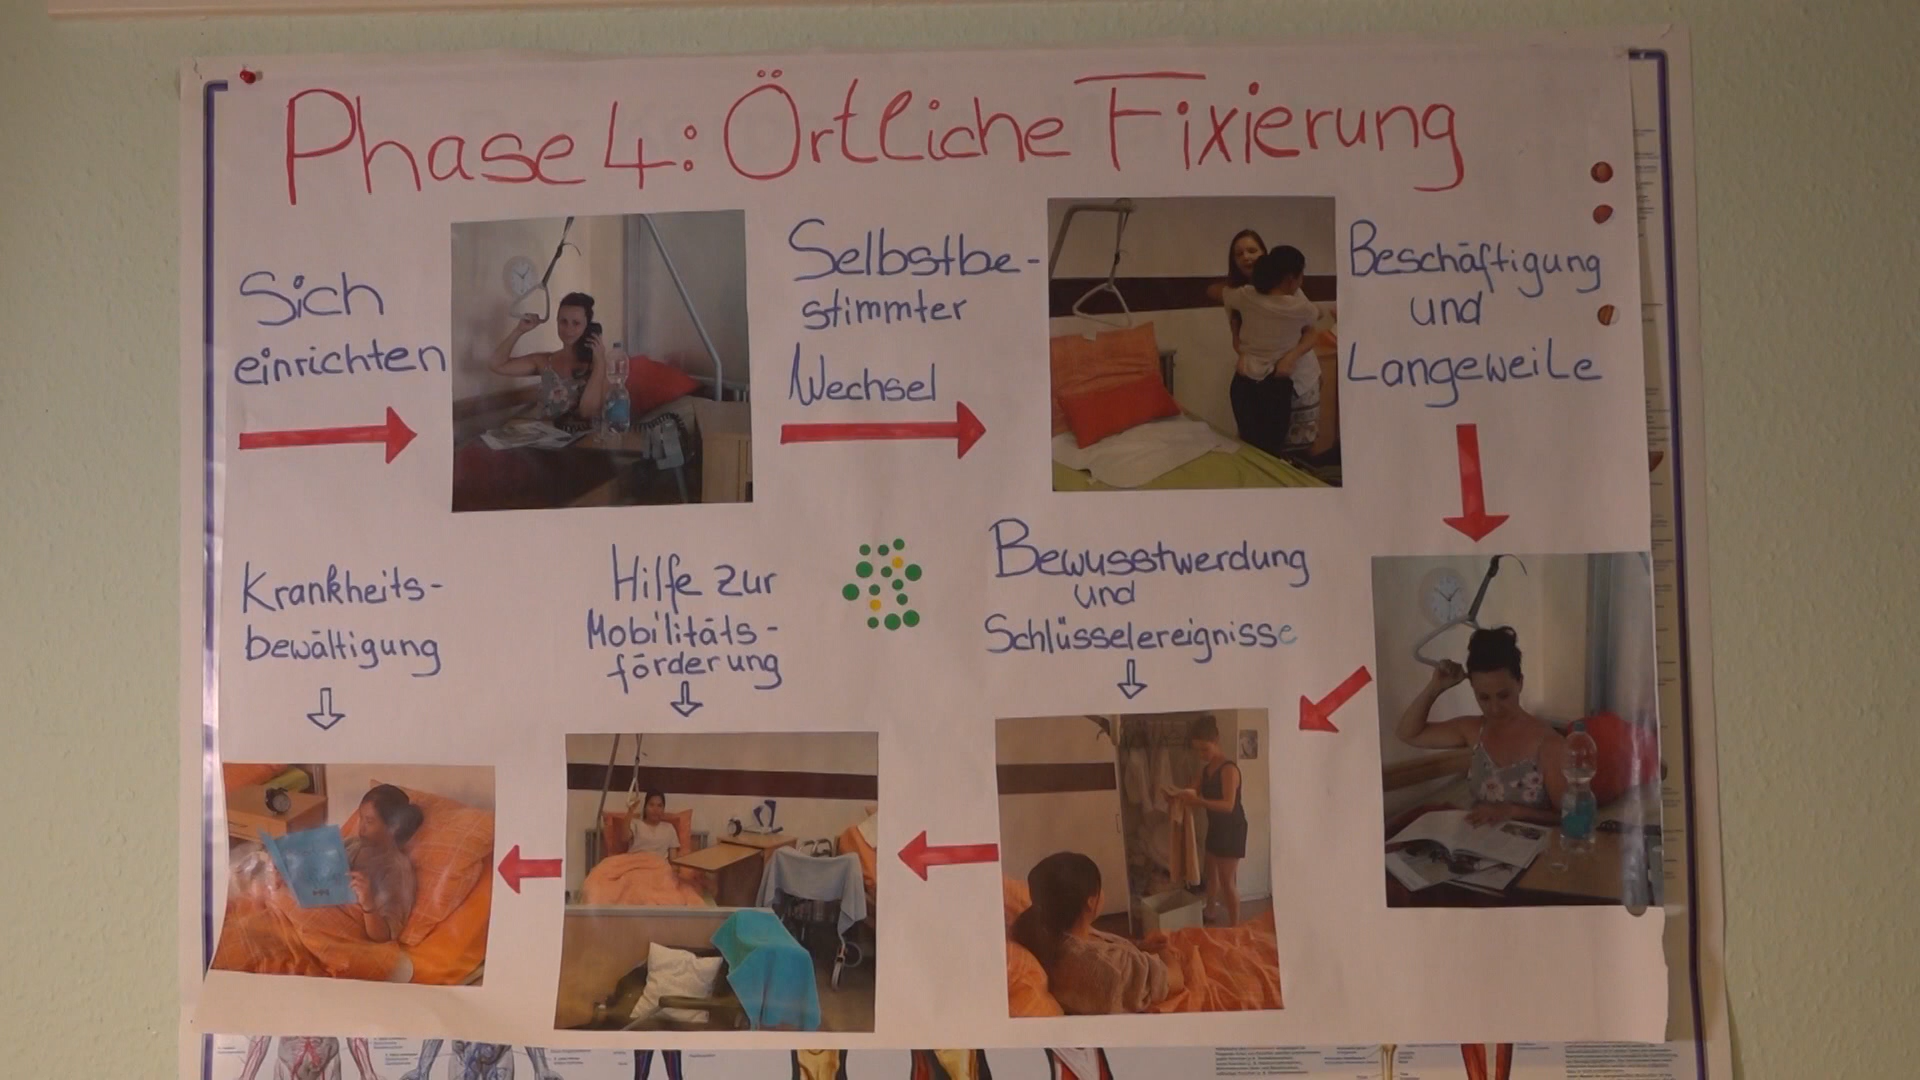 Phase 4: Örtliche Fixierung
Sich
einrichten
Selbstbe-
stimmter
Wechsel
Beschäftigung
und
Langeweile
Bewusstwerdung
und
Schlüsselereignisse
Hilfe zur
Mobilitäts-
förderung
Krankheits-
bewältigung